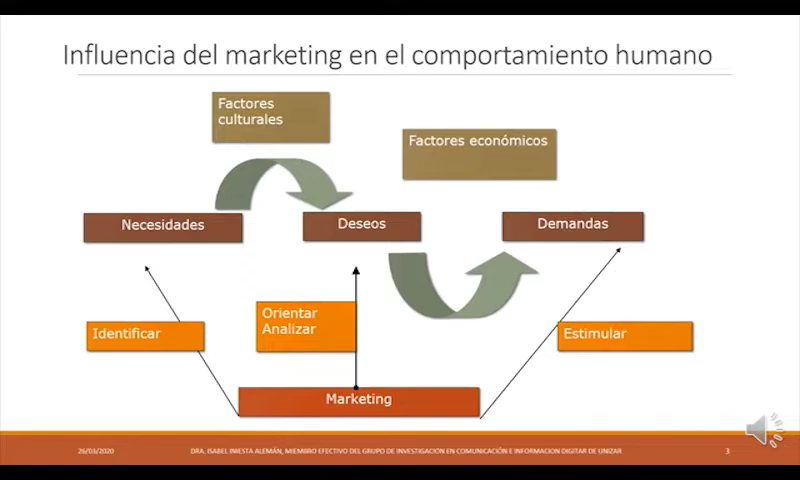 Influencia del marketing en el comportamiento humano
Factores
culturales
Factores económicos
Necesidades
Deseos
Demandas
Identificar
Orientar
Analizar
Estimular
Marketing
26/03/2020
DRA. ISABEL INIESTA ALEMÁN, MIEMBRO EFECTIVO DEL GRUPO DE INVESTIGACION EN COMUNICACIÓN E INFORMACION DIGITAR DE UNIZAR
3